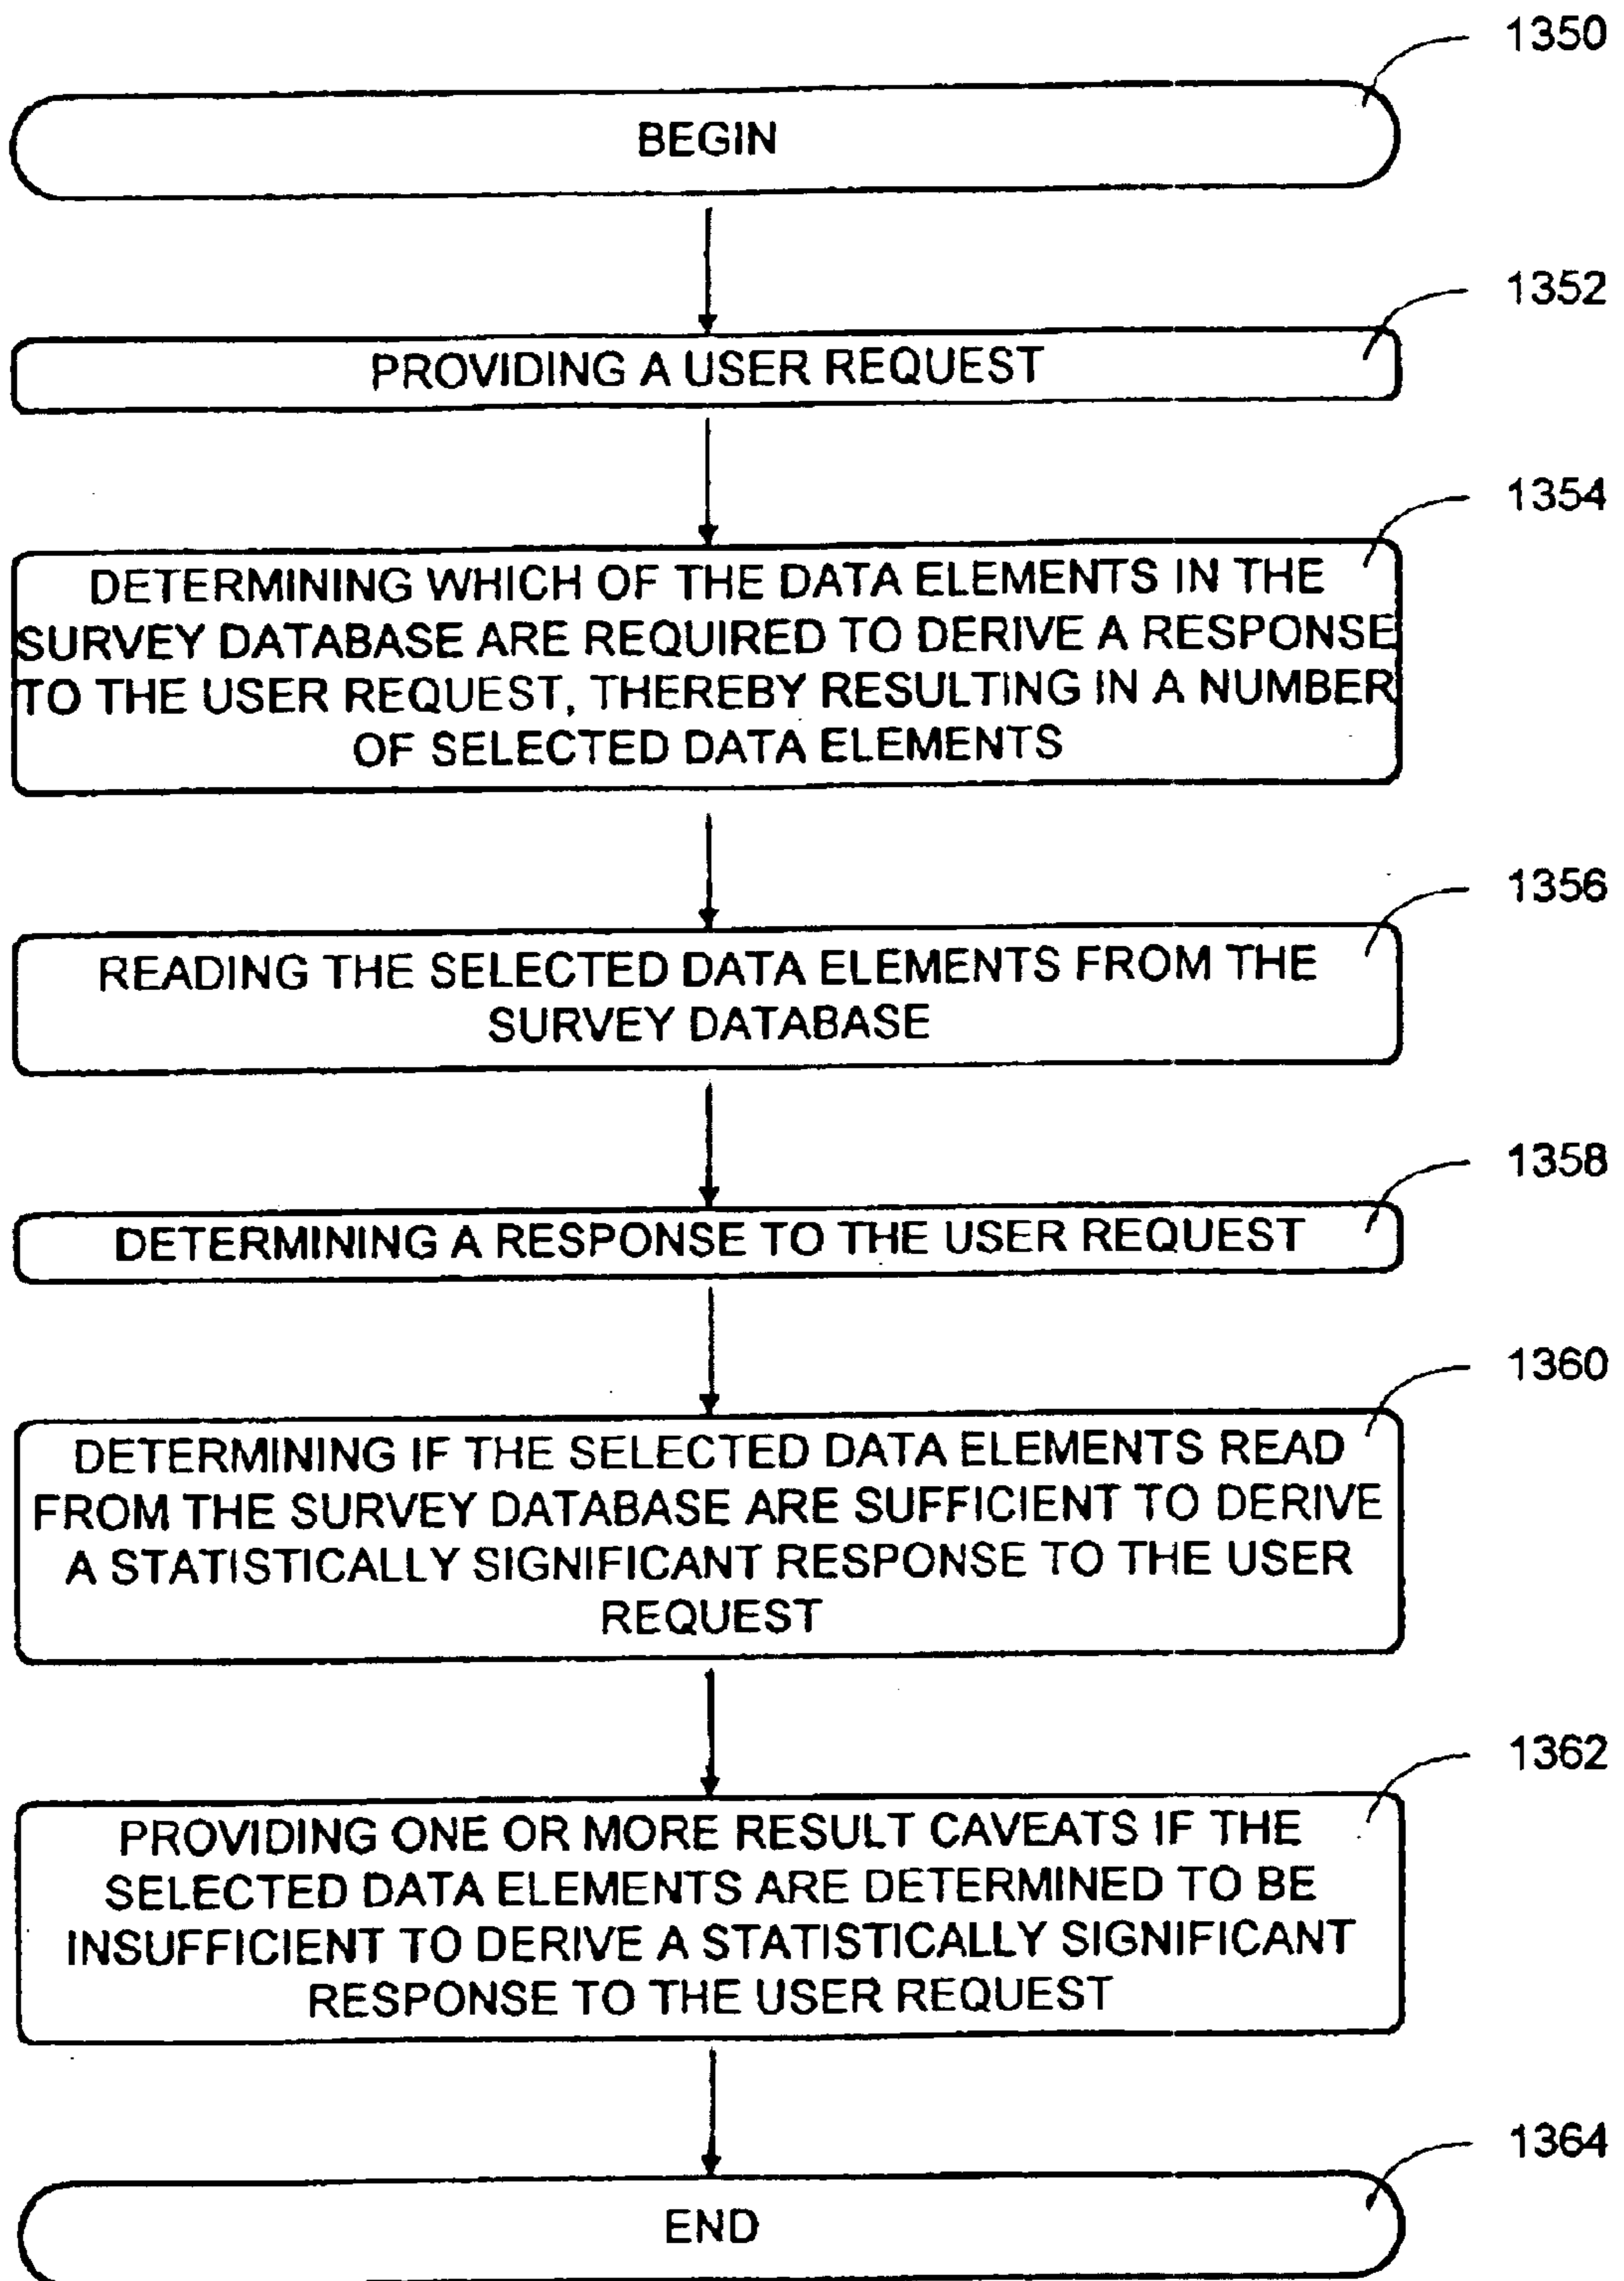 1350
BEGIN
1352
PROVIDING A USER REQUEST
1354
DETERMINING WHICH OF THE DATA ELEMENTS IN THE
SURVEY DATABASE ARE REQUIRED TO DERIVE A RESPONSE
TO THE USER REQUEST, THEREBY RESULTING IN A NUMBER
OF SELECTED DATA ELEMENTS
1356
READING THE SELECTED DATA ELEMENTS FROM THE
SURVEY DATABASE
1358
DETERMINING A RESPONSE TO THE USER REQUEST
1360
DETERMINING IF THE SELECTED DATA ELEMENTS READ
FROM THE SURVEY DATABASE ARE SUFFICIENT TO DERIVE
A STATISTICALLY SIGNIFICANT RESPONSE TO THE USER
REQUEST
1362
PROVIDING ONE OR MORE RESULT CAVEATS IF THE
SELECTED DATA ELEMENTS ARE DETERMINED TO BE
INSUFFICIENT TO DERIVE A STATISTICALLY SIGNIFICANT
RESPONSE TO THE USER REQUEST
1364
END